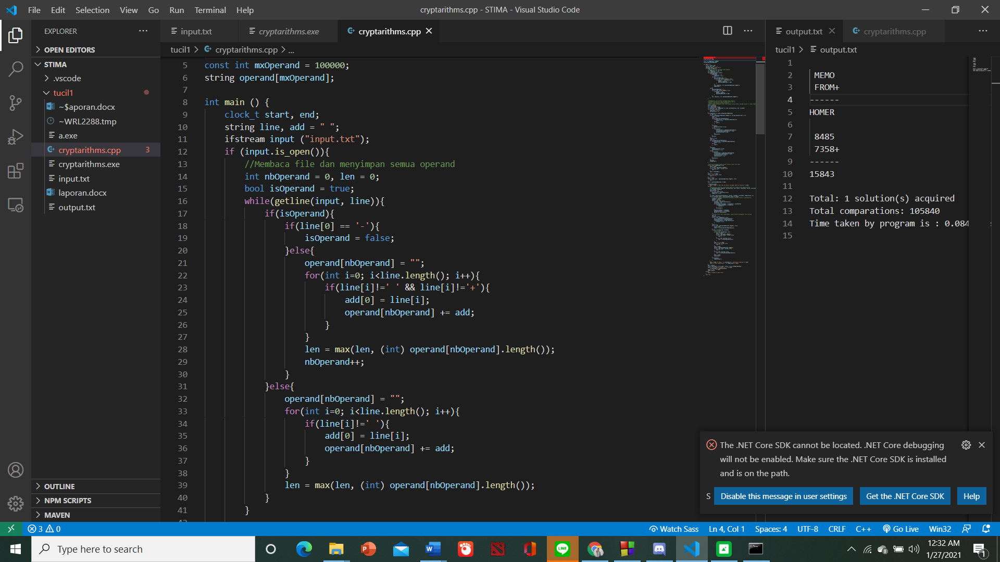 File Edit Selection View Go Run Terminal Help
cryptarithms.cpp - STIMA - Visual Studio Code
EXPLORER
OPEN EDITORS
STIMA
.vscode
tucil1
~$aporan.docx
~WRL2288.tmp
a.exe
cryptarithms.cpp 3
cryptarithms.exe
input.txt
laporan.docx
output.txt
OUTLINE
NPM SCRIPTS
MAVEN
input.txt cryptarithms.exe cryptarithms.cpp
tucil1 > cryptarithms.cpp > ...
5 const int mxOperand = 100000;
6 string operand[mxOperand];
7
8 int main () {
9 clock_t start, end;
10 string line, add = " ";
11 ifstream input ("input.txt");
12 if (input.is_open()){
13 //Membaca file dan menyimpan semua operand
14 int nbOperand = 0, len = 0;
15 bool isOperand = true;
16 while(getline(input, line)){
17 if(isOperand){
18 if(line[0] == '-'){
19 isOperand = false;
20 }else{
21 operand[nbOperand] = "";
22 for(int i=0; i<line.length(); i++){
23 if(line[i]!=' ' && line[i]!='+'){
24 add[0] = line[i];
25 operand[nbOperand] += add;
26 }
27 }
28 len = max(len, (int) operand[nbOperand].length());
29 nbOperand++;
30 }
31 }else{
32 operand[nbOperand] = "";
33 for(int i=0; i<line.length(); i++){
34 if(line[i]!=' '){
35 add[0] = line[i];
36 operand[nbOperand] += add;
37 }
38 }
39 len = max(len, (int) operand[nbOperand].length());
40 }
41 }
output.txt cryptarithms.cpp
tucil1 > output.txt
1
2 MEMO
3 FROM+
4 ------
5 HOMER
6
7 8485
8 7358+
9 ------
10 15843
11
12 Total: 1 solution(s) acquired
13 Total comparations: 105840
14 Time taken by program is : 0.084
15
The .NET Core SDK cannot be located. .NET Core debugging
will not be enabled. Make sure the .NET Core SDK is installed
and is on the path.
S Disable this message in user settings Get the .NET Core SDK Help
3 0 Watch Sass Ln 4, Col 1 Spaces: 4 UTF-8 CRLF C++ Go Live Win32
Type here to search
LINE
12:32 AM
1/27/2021
1